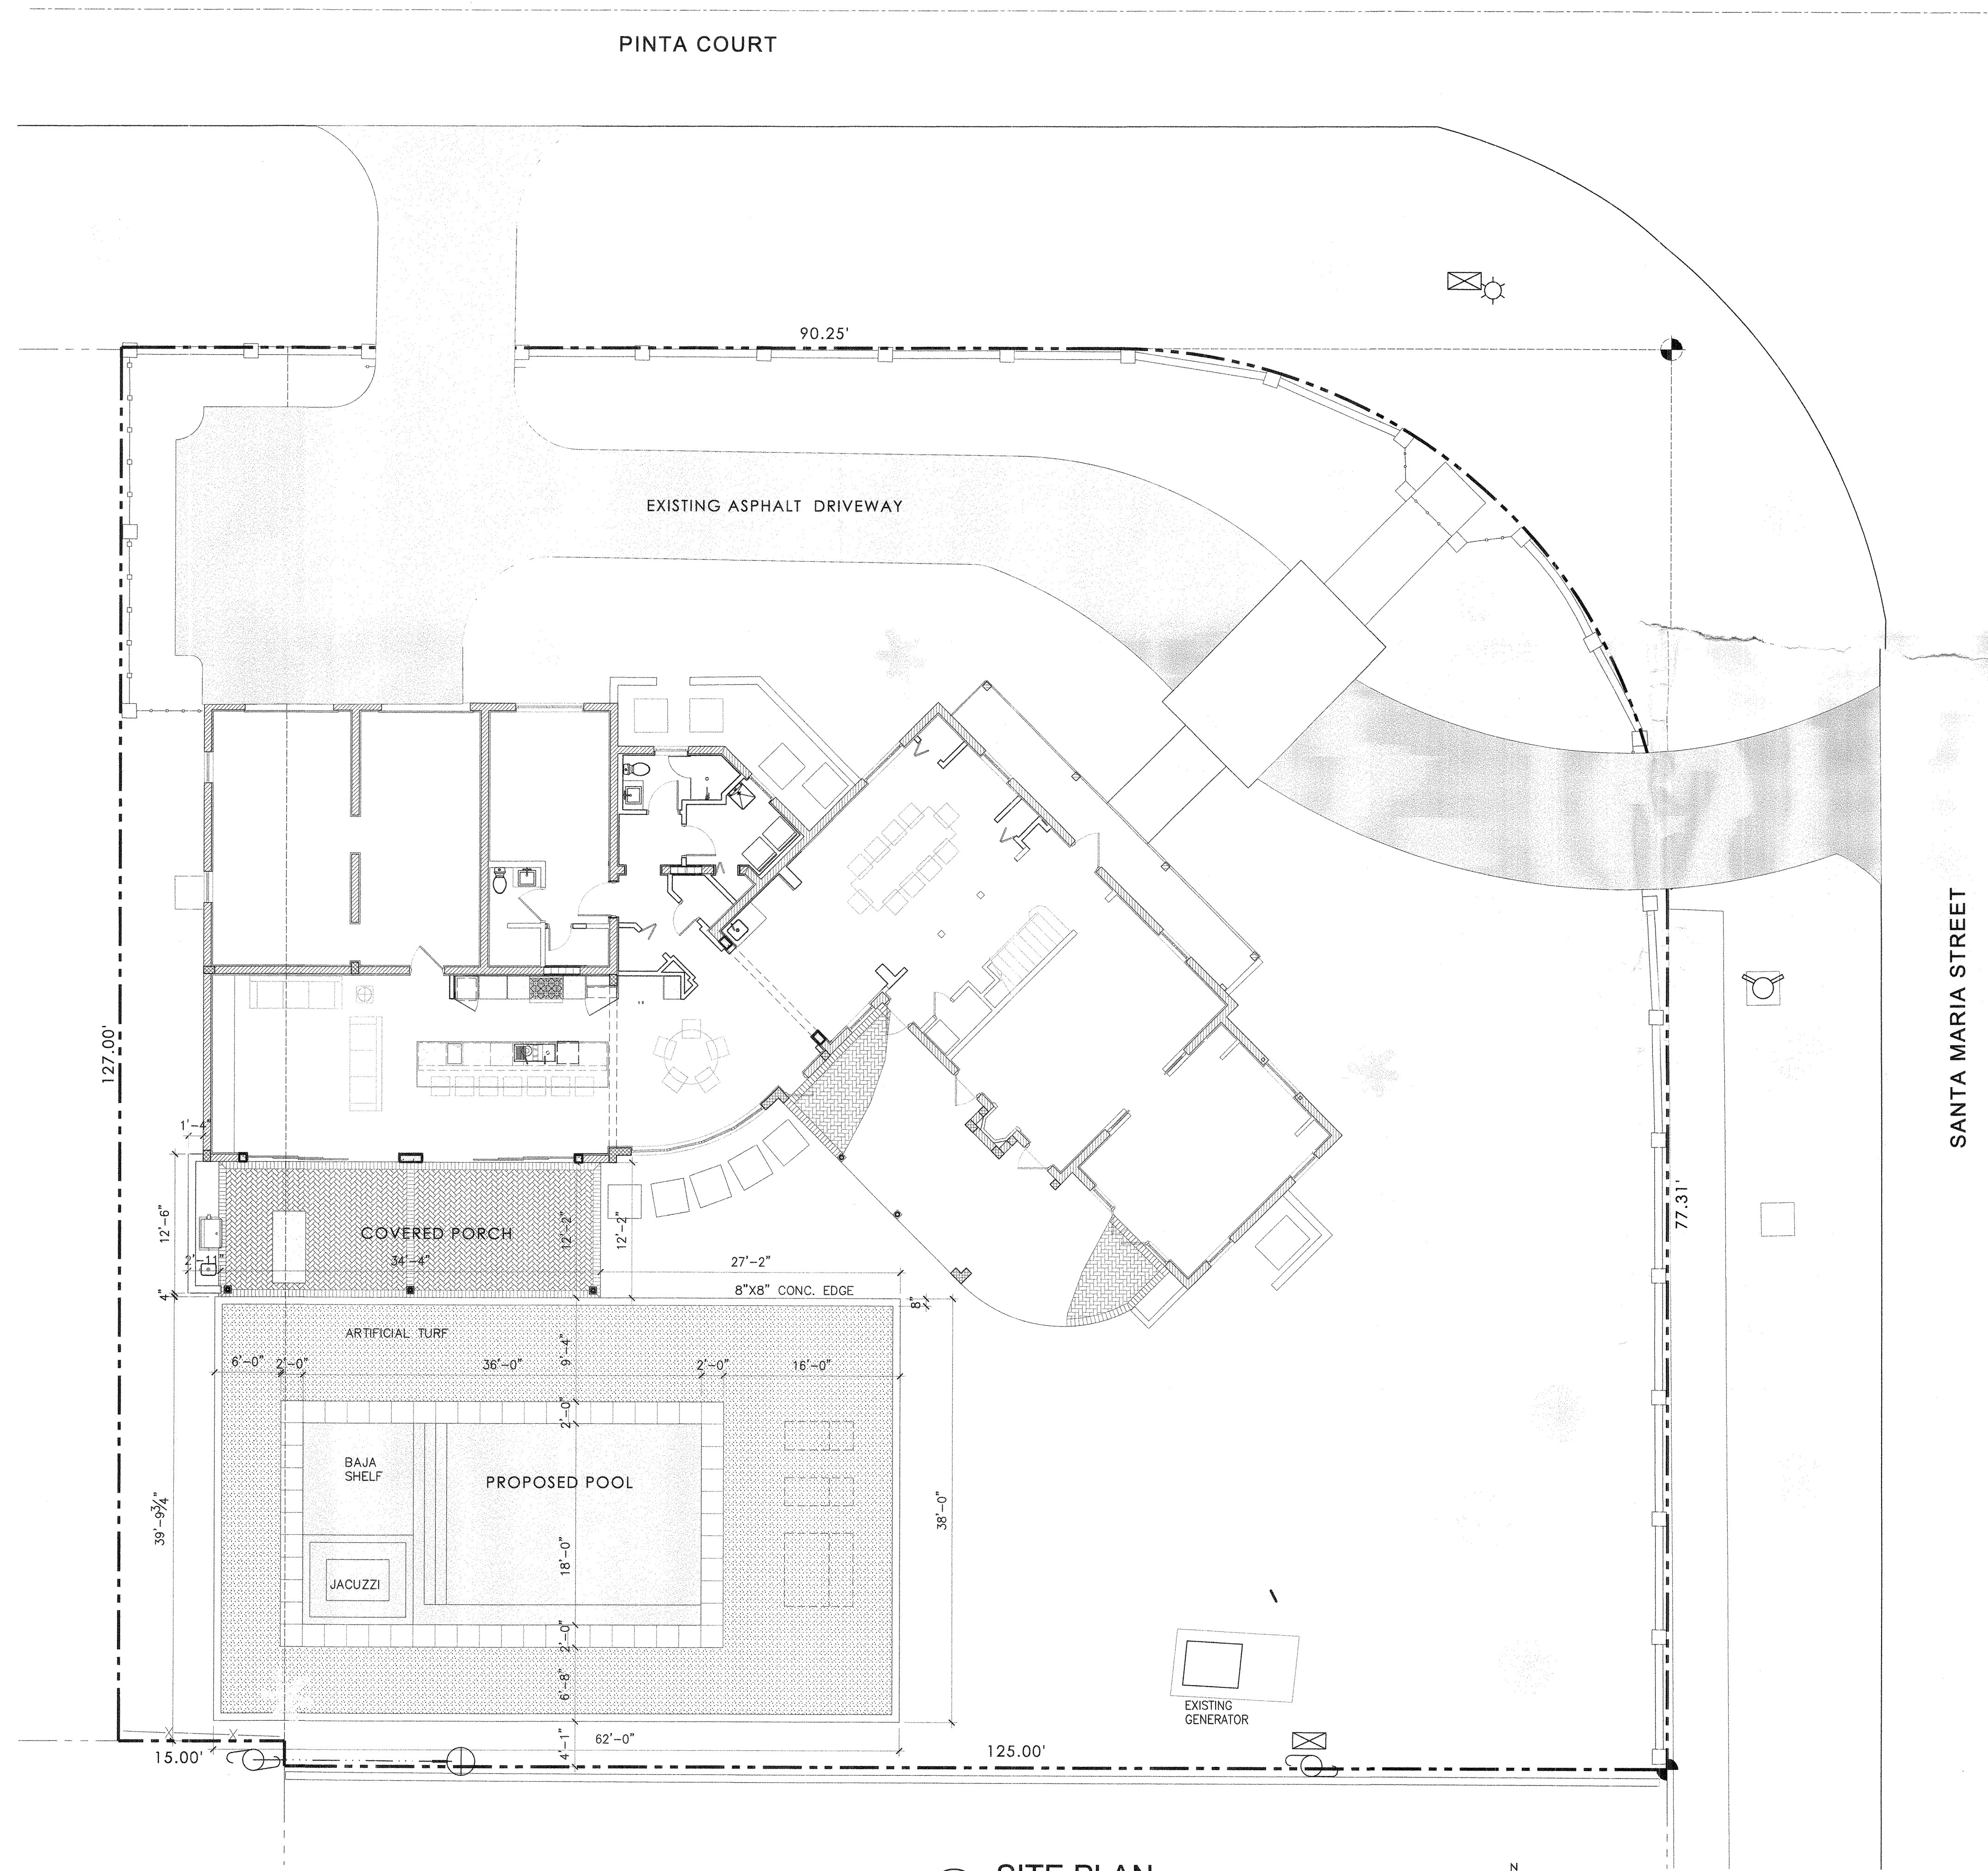 PINTA COURT
90.25'
EXISTING ASPHALT DRIVEWAY
SANTA MARIA STREET
127.00'
77.31'
1'-4"
12'-6"
COVERED PORCH
12'-2"
12'-2"
2'-11"
34'-4"
27'-2"
4"
8"X8" CONC. EDGE
8"
ARTIFICIAL TURF
9'-4"
6'-0"
2'-0"
36'-0"
2'-0"
16'-0"
2'-0"
BAJA
SHELF
PROPOSED POOL
39'-9¾"
38'-0"
18'-0"
JACUZZI
2'-0"
6'-8"
EXISTING
GENERATOR
4'-1"
62'-0"
15.00'
125.00'
X X
SITE PLAN
N